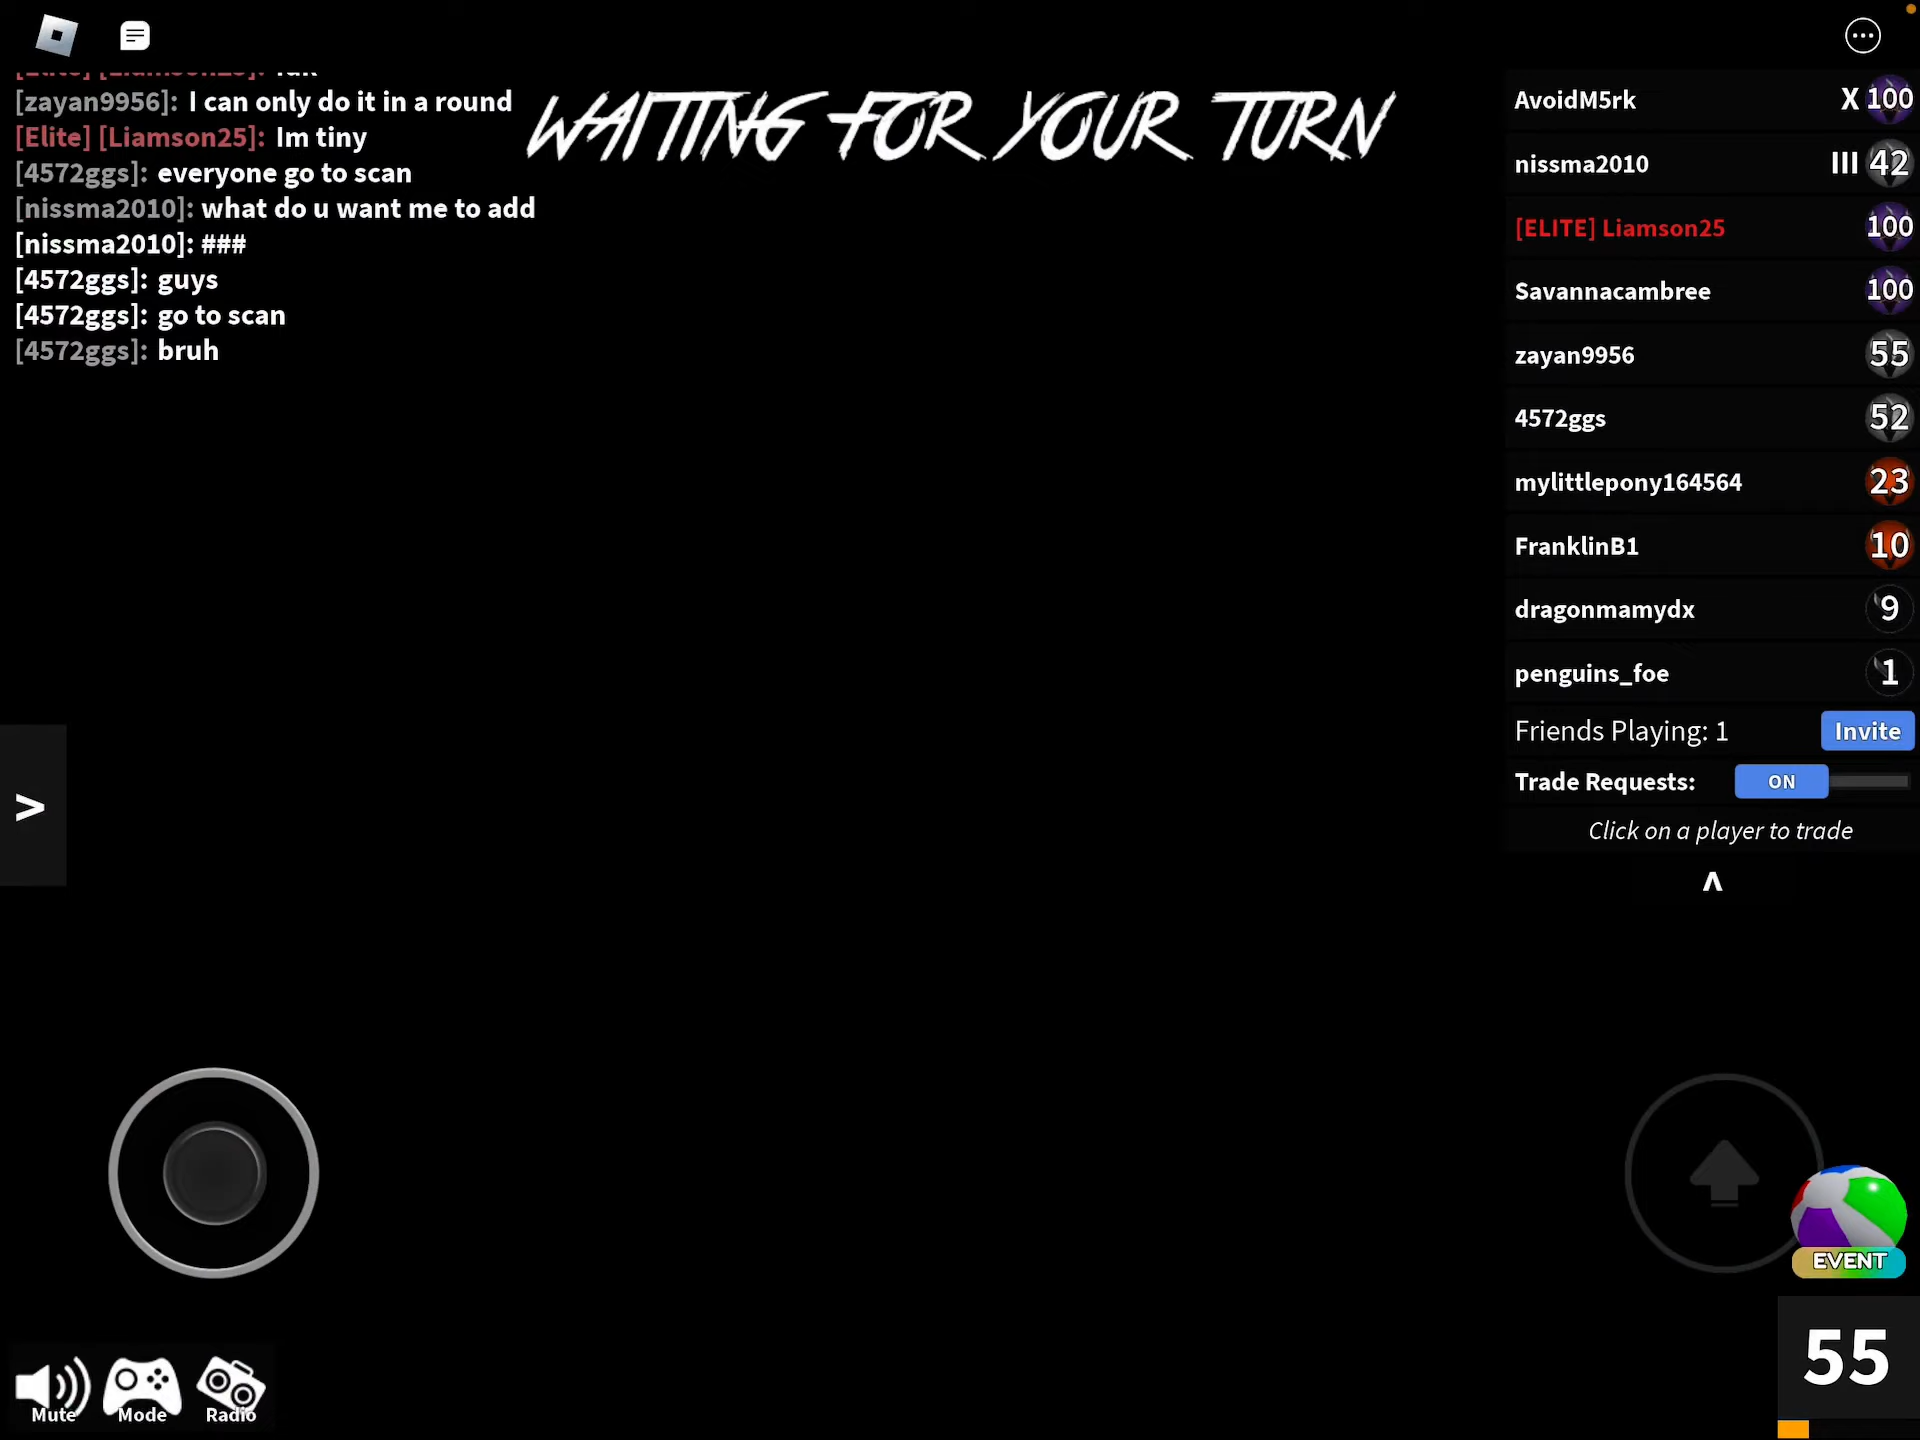 [Elite] [Liamson25]:
[zayan9956]: I can only do it in a round
[Elite] [Liamson25]: Im tiny
[4572ggs]: everyone go to scan
[nissma2010]: what do u want me to add
[nissma2010]: ###
[4572ggs]: guys
[4572ggs]: go to scan
[4572ggs]: bruh
WAITING FOR YOUR TURN
AvoidM5rk X 100
nissma2010 III 42
[ELITE] Liamson25 100
Savannacambree 100
zayan9956 55
4572ggs 52
mylittlepony164564 23
FranklinB1 10
dragonmamydx 9
penguins_foe 1
Friends Playing: 1 Invite
Trade Requests: ON
Click on a player to trade
>
EVENT
55
Mute Mode Radio